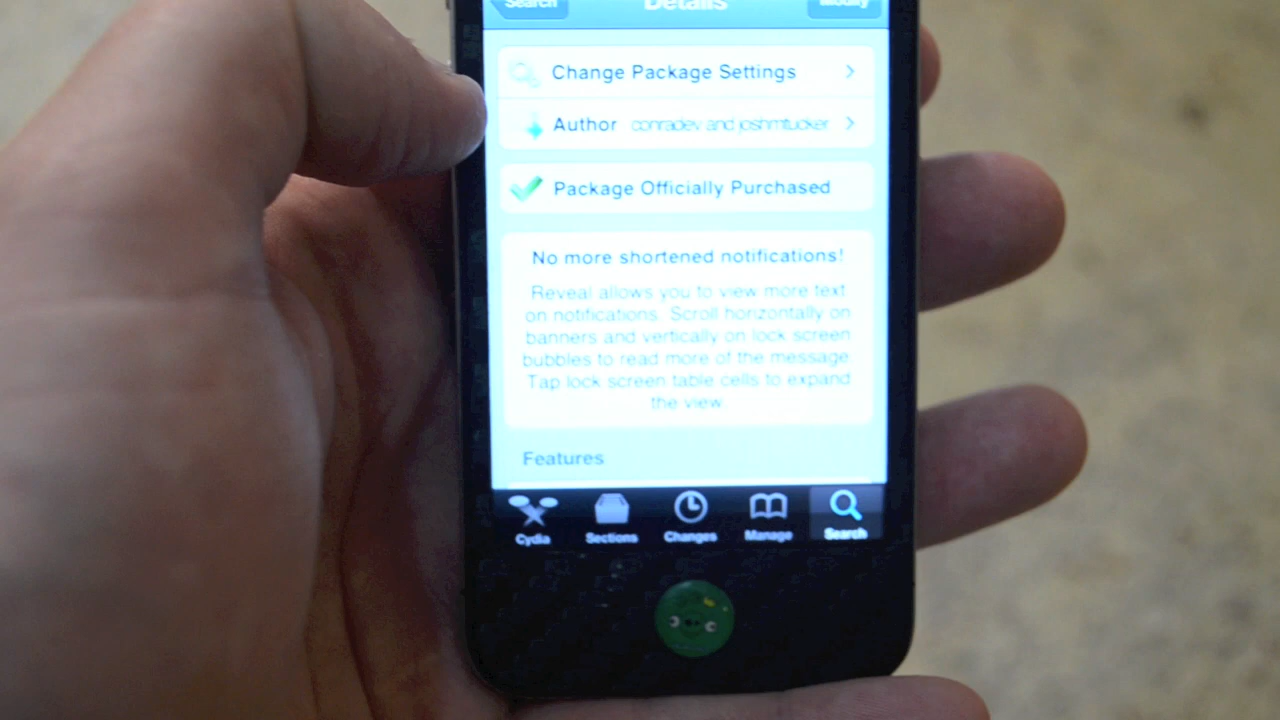 Search Details Modify
Change Package Settings
Author conradev and joshmtucker
Package Officially Purchased
No more shortened notifications!
Reveal allows you to view more text
on notifications. Scroll horizontally on
banners and vertically on lock screen
bubbles to read more of the message.
Tap lock screen table cells to expand
the view.
Features
Cydia Sections Changes Manage Search